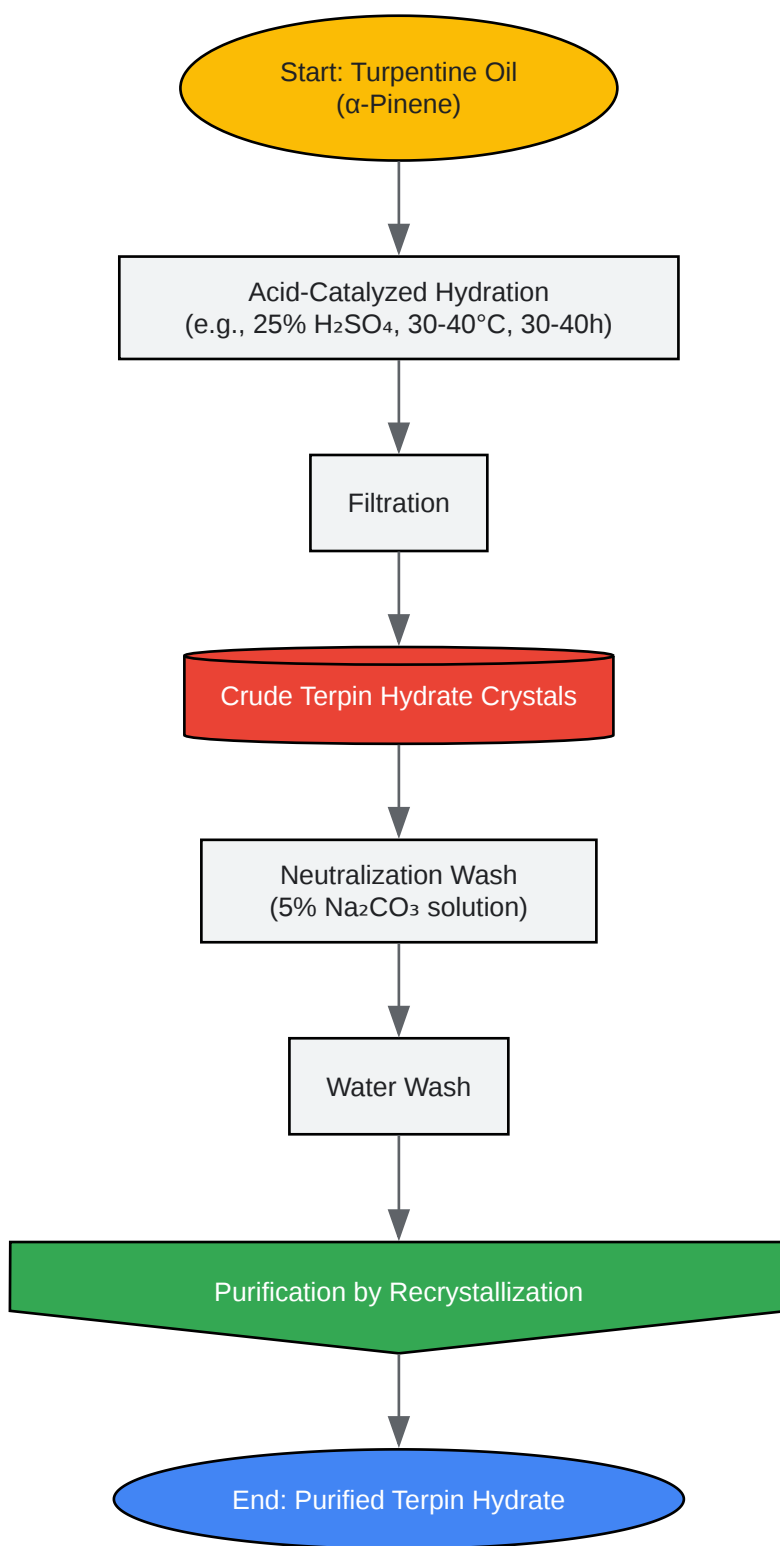 Start: Turpentine Oil
(α-Pinene)
Acid-Catalyzed Hydration
(e.g., 25% H₂SO₄, 30-40°C, 30-40h)
Filtration
Crude Terpin Hydrate Crystals
Neutralization Wash
(5% Na₂CO₃ solution)
Water Wash
Purification by Recrystallization
End: Purified Terpin Hydrate